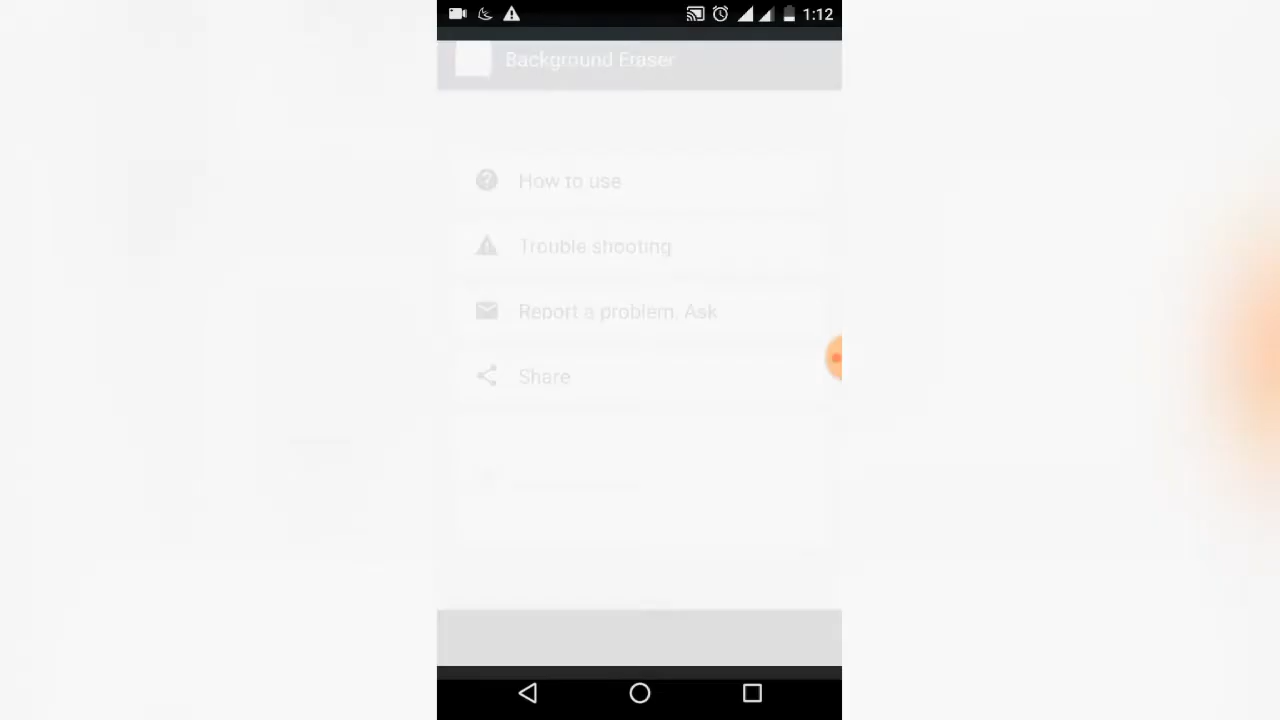 1:12
Background Eraser
How to use
Trouble shooting
Report a problem, Ask
Share